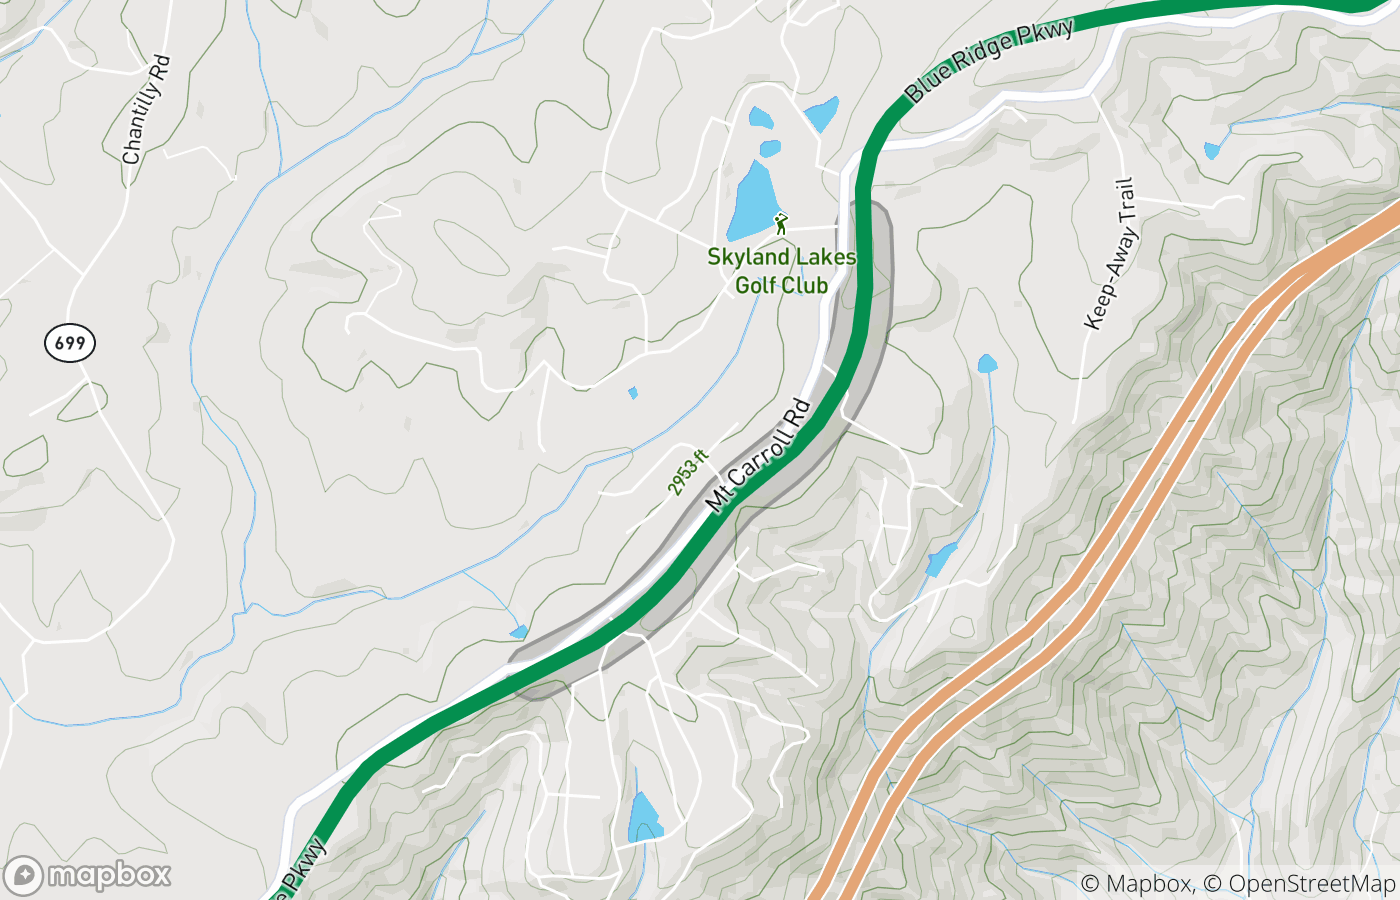 Blue Ridge Pkwy
Chantilly Rd
Keep-Away Trail
Skyland Lakes
Golf Club
699
Mt Carroll Rd
2953 ft
e Pkwy
mapbox
© Mapbox, © OpenStreetMap